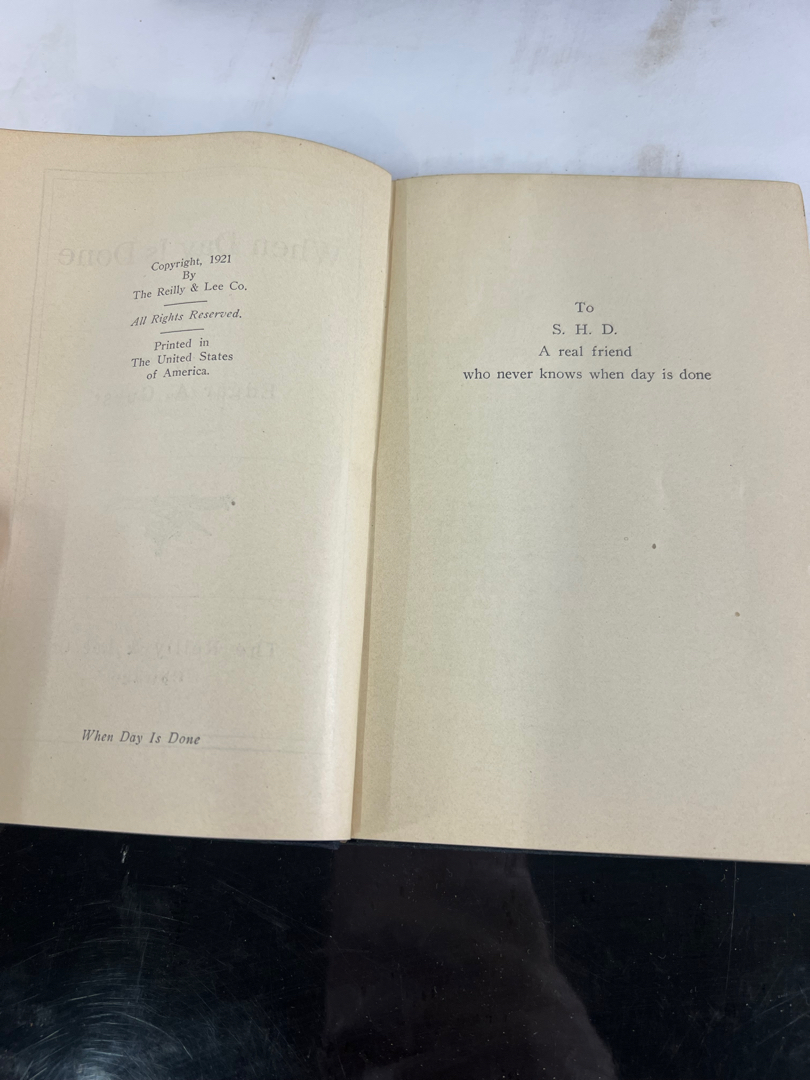 Copyright, 1921
By
The Reilly & Lee Co.
All Rights Reserved.
Printed in
The United States
of America.
When Day Is Done
To
S. H. D.
A real friend
who never knows when day is done